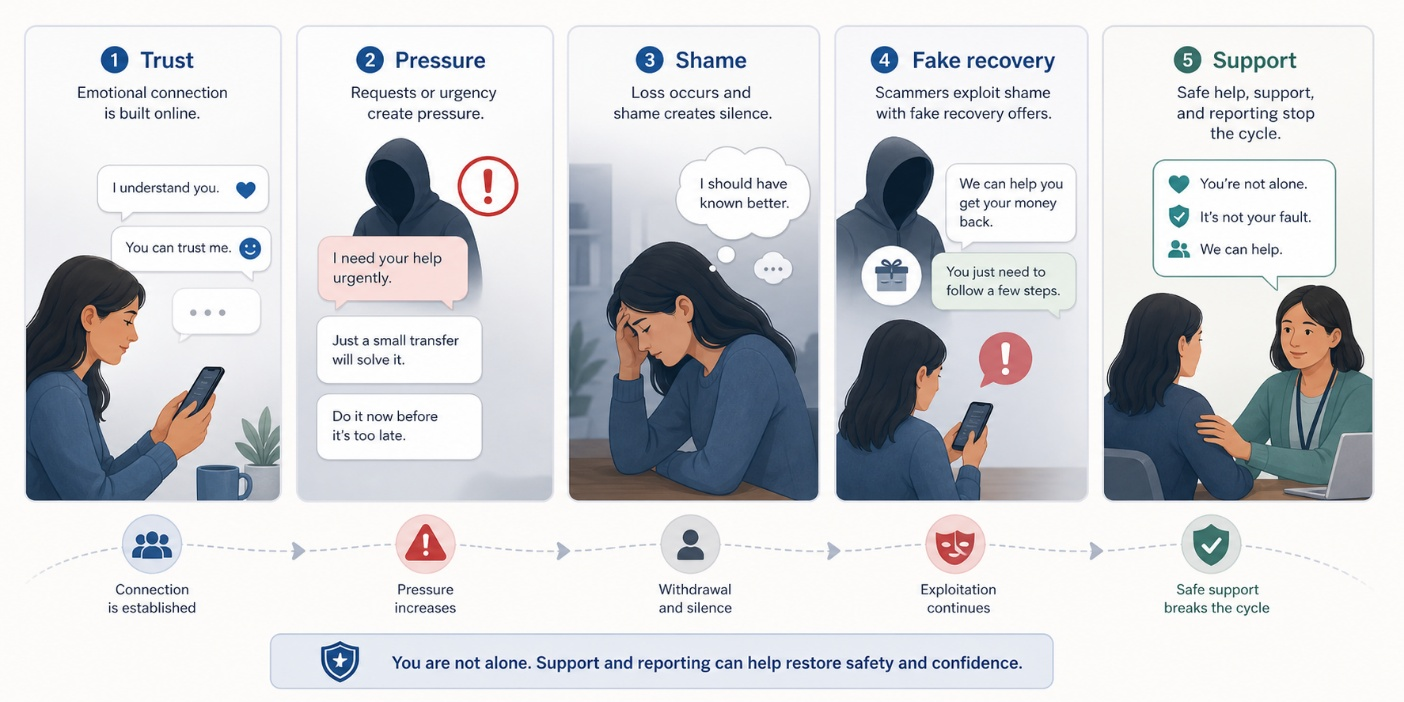 1 Trust
Emotional connection
is built online.
I understand you.
You can trust me.
2 Pressure
Requests or urgency
create pressure.
I need your help
urgently.
Just a small transfer
will solve it.
Do it now before
it's too late.
3 Shame
Loss occurs and
shame creates silence.
I should have
known better.
4 Fake recovery
Scammers exploit shame
with fake recovery offers.
We can help you
get your money
back.
You just need to
follow a few steps.
5 Support
Safe help, support,
and reporting stop
the cycle.
You're not alone.
It's not your fault.
We can help.
Connection
is established
Pressure
increases
Withdrawal
and silence
Exploitation
continues
Safe support
breaks the cycle
You are not alone. Support and reporting can help restore safety and confidence.